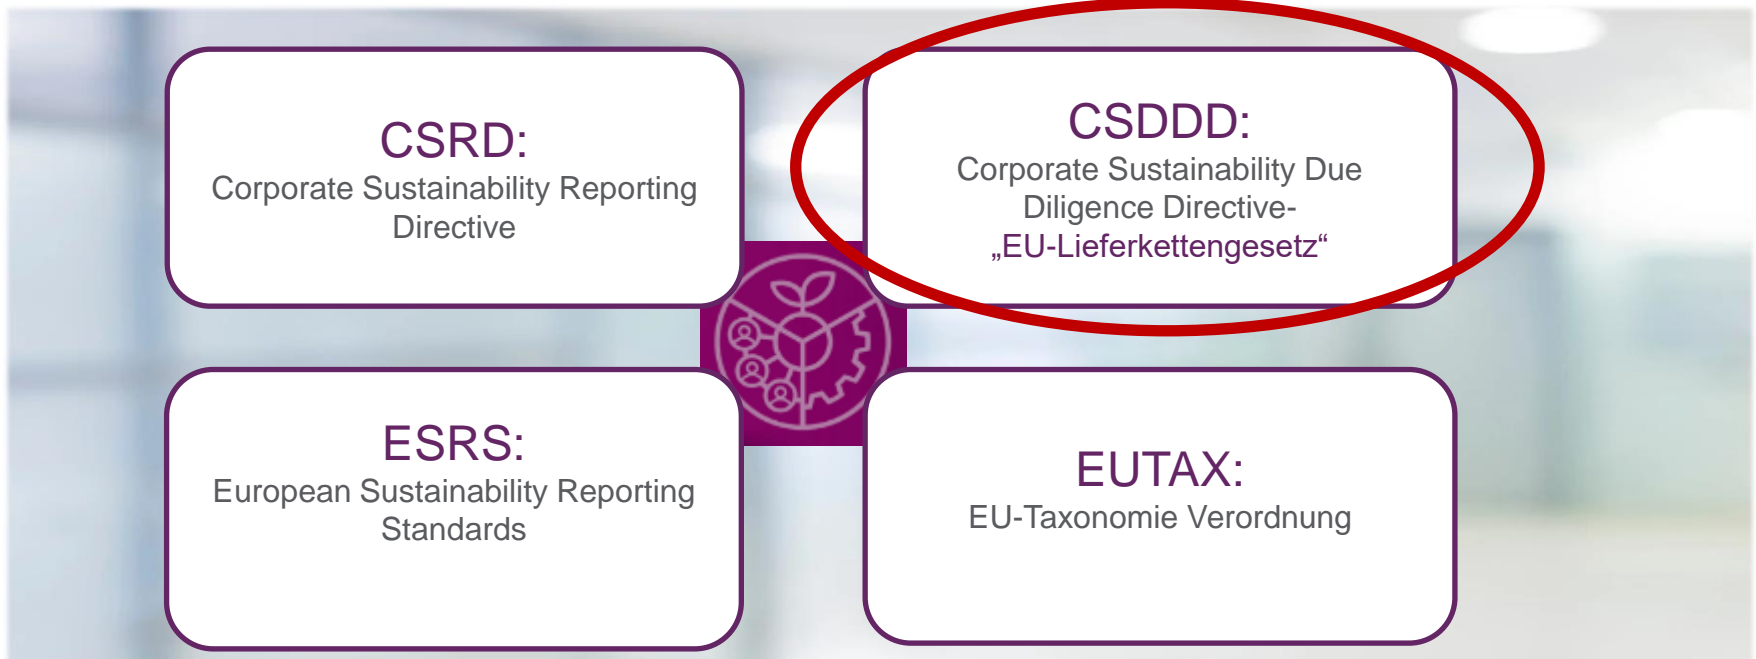 CSRD:
Corporate Sustainability Reporting
Directive
CSDDD:
Corporate Sustainability Due
Diligence Directive-
„EU-Lieferkettengesetz“
ESRS:
European Sustainability Reporting
Standards
EUTAX:
EU-Taxonomie Verordnung